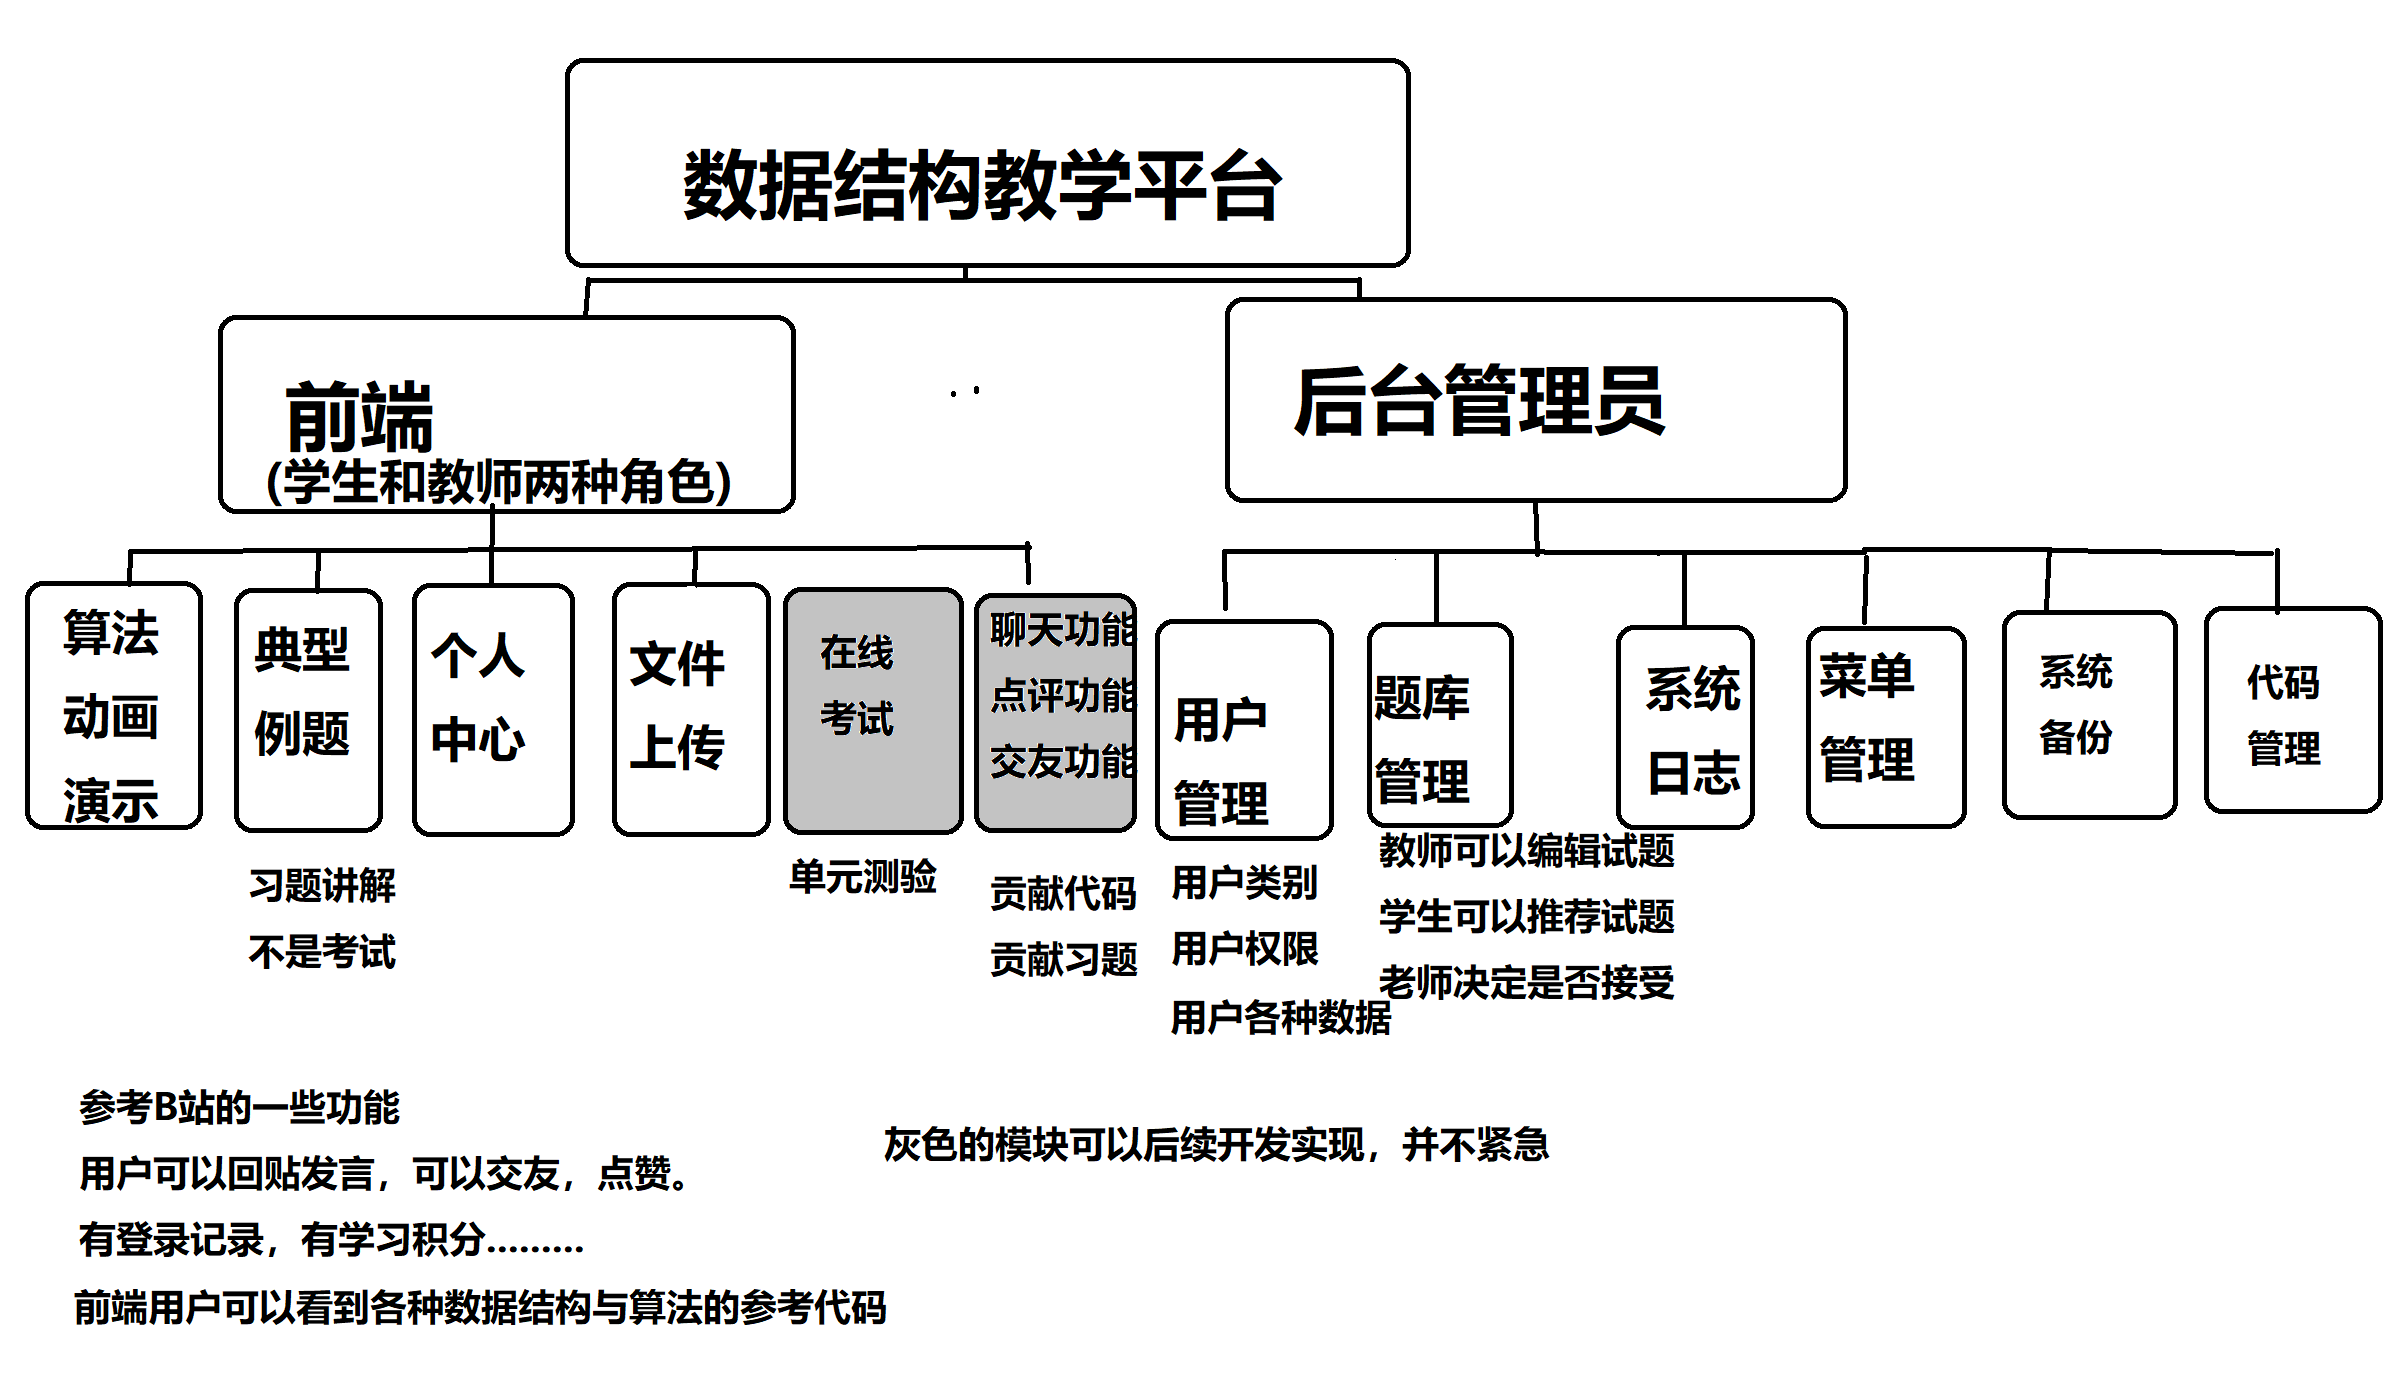 数据结构教学平台
前端
(学生和教师两种角色)
后台管理员
算法
动画
演示
典型
例题
习题讲解
不是考试
个人
中心
文件
上传
在线
考试
单元测验
聊天功能
点评功能
交友功能
贡献代码
贡献习题
用户
管理
用户类别
用户权限
用户各种数据
题库
管理
教师可以编辑试题
学生可以推荐试题
老师决定是否接受
系统
日志
菜单
管理
系统
备份
代码
管理
参考B站的一些功能
用户可以回贴发言，可以交友，点赞。
有登录记录，有学习积分.........
前端用户可以看到各种数据结构与算法的参考代码
灰色的模块可以后续开发实现，并不紧急